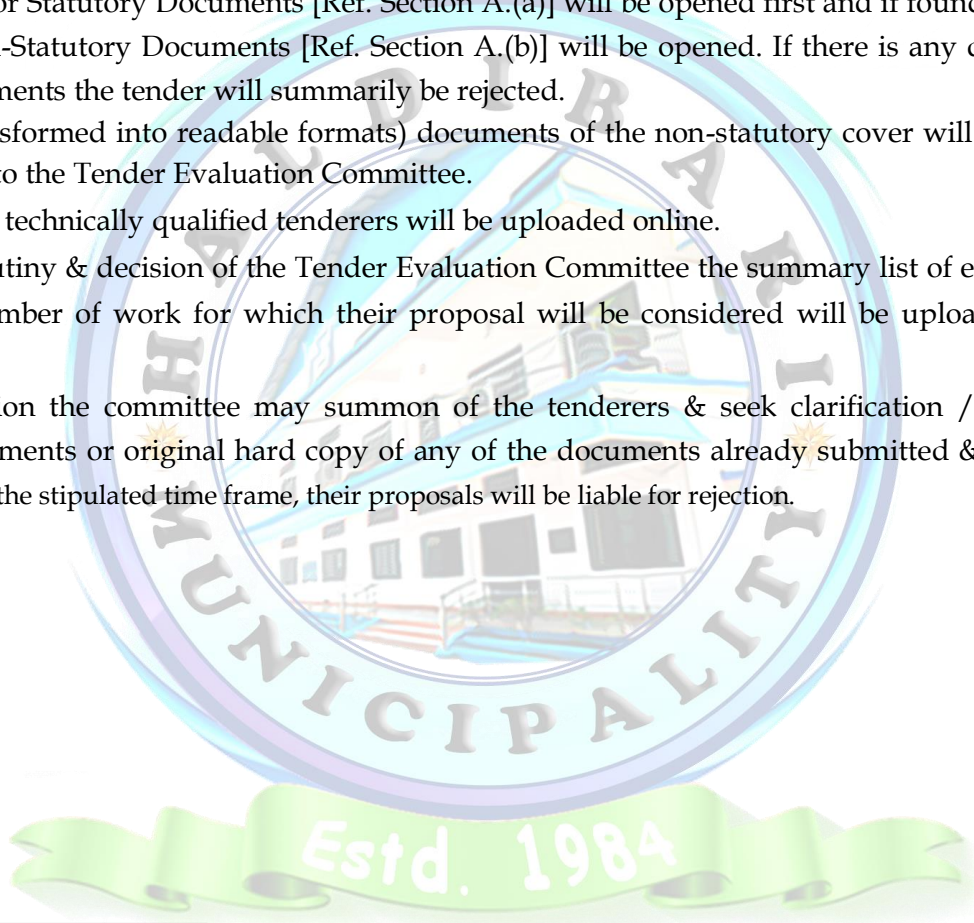 or Statutory Documents [Ref. Section A.(a)] will be opened first and if found
-Statutory Documents [Ref. Section A.(b)] will be opened. If there is any
ments the tender will summarily be rejected.
sformed into readable formats) documents of the non-statutory cover will
to the Tender Evaluation Committee.
technically qualified tenderers will be uploaded online.
utiny & decision of the Tender Evaluation Committee the summary list of
mber of work for which their proposal will be considered will be uploa
ion the committee may summon of the tenderers & seek clarification /
ments or original hard copy of any of the documents already submitted &
the stipulated time frame, their proposals will be liable for rejection.
HALDIBARI
MUNICIPALITY
Estd. 1984